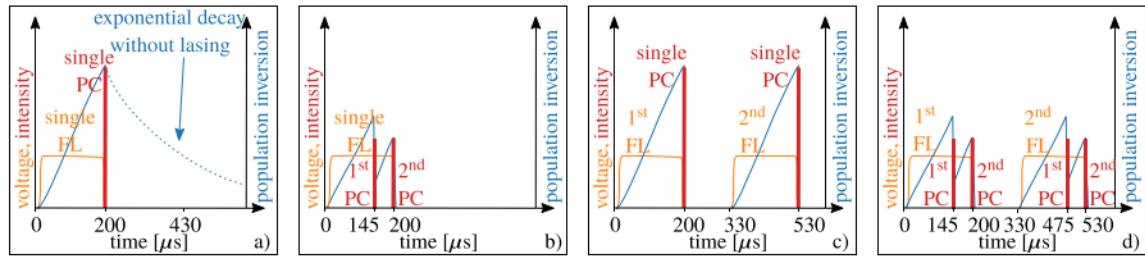 voltage, intensity
exponential decay
without lasing
single
PC
single
FL
population inversion
0
200
430
time [μs]
a)
voltage, intensity
single
FL
1st
PC
2nd
PC
population inversion
0
145
200
time [μs]
b)
voltage, intensity
1st
FL
single
PC
2nd
FL
single
PC
population inversion
0
200
330
530
time [μs]
c)
voltage, intensity
1st
FL
1st
PC
2nd
PC
2nd
FL
1st
PC
2nd
PC
population inversion
0
145
200
330
475
530
time [μs]
d)